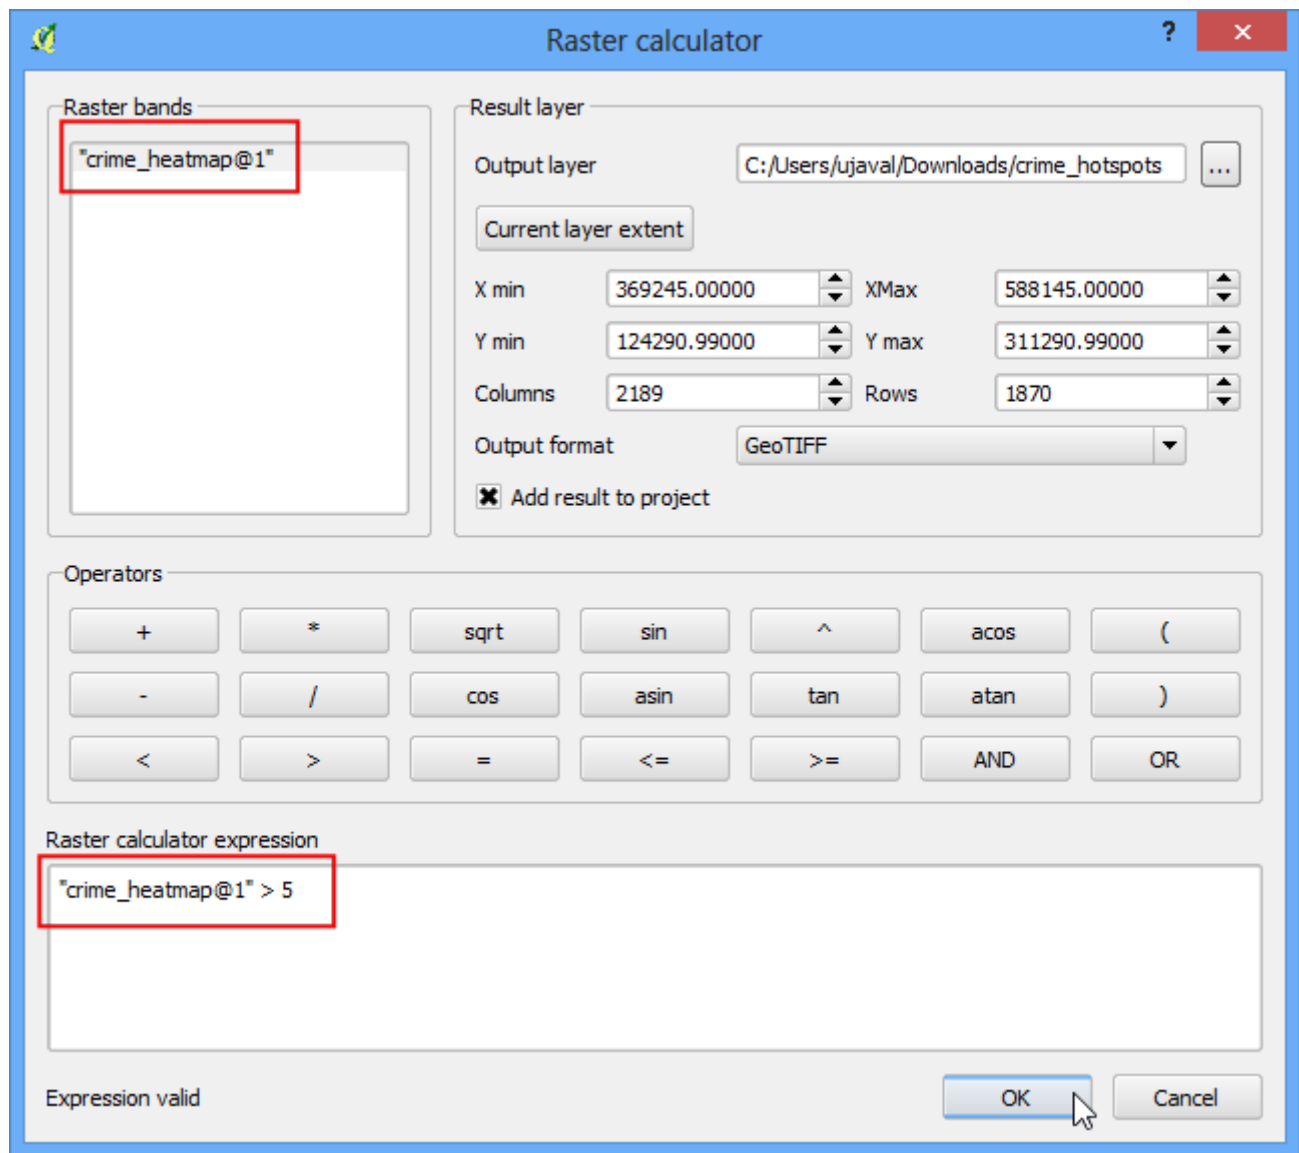 Raster calculator
?
×
Raster bands
"crime_heatmap@1"
Result layer
Output layer
C:/Users/ujaval/Downloads/crime_hotspots
...
Current layer extent
X min
369245.00000
XMax
588145.00000
Y min
124290.99000
Y max
311290.99000
Columns
2189
Rows
1870
Output format
GeoTIFF
Add result to project
Operators
+ * sqrt sin ^ acos (
- / cos asin tan atan )
< > = <= >= AND OR
Raster calculator expression
"crime_heatmap@1" > 5
Expression valid
OK
Cancel